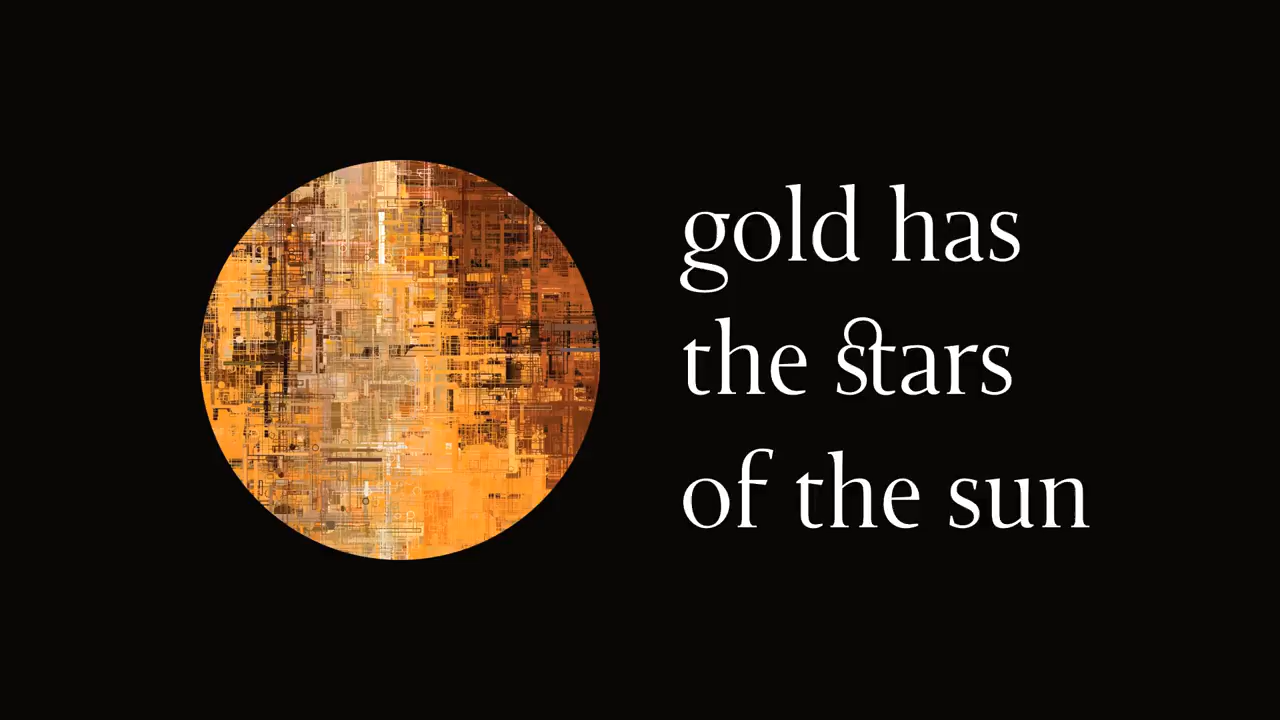 gold has
the stars
of the sun